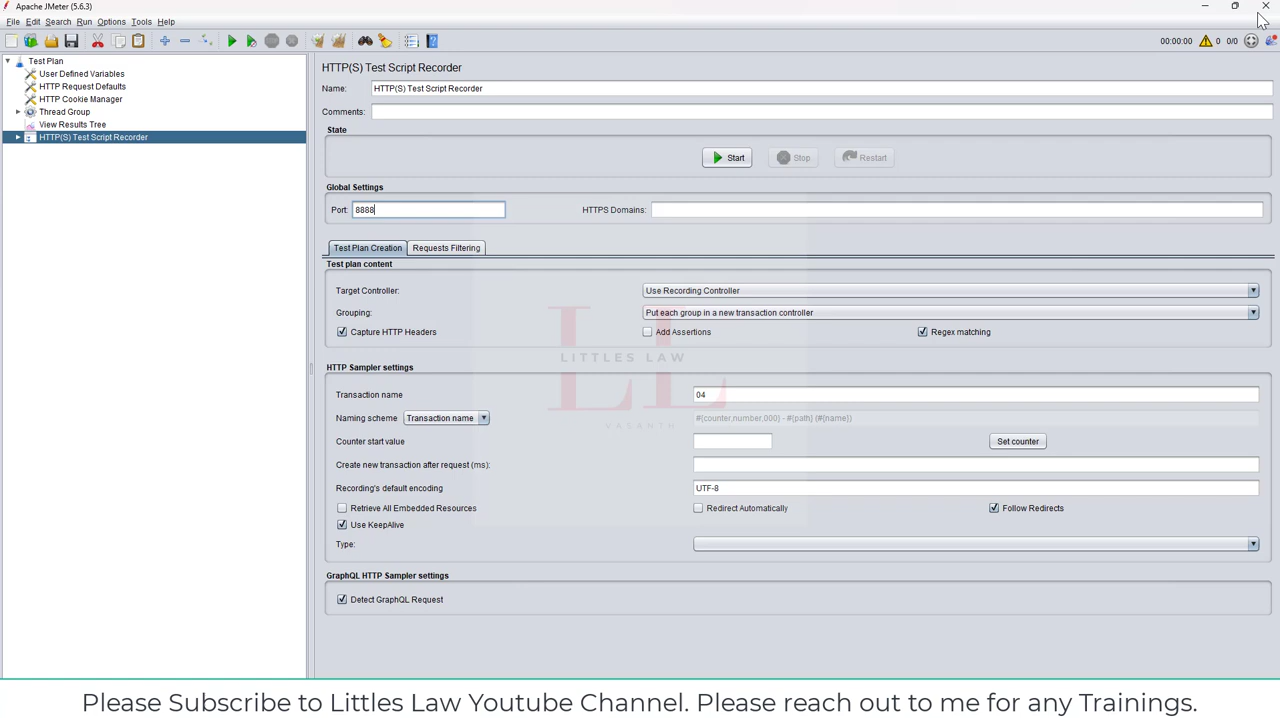 Apache JMeter (5.6.3)
File Edit Search Run Options Tools Help
00:00:00 0 0/0
Test Plan
User Defined Variables
HTTP Request Defaults
HTTP Cookie Manager
Thread Group
View Results Tree
HTTP(S) Test Script Recorder
HTTP(S) Test Script Recorder
Name: HTTP(S) Test Script Recorder
Comments:
State
Start Stop Restart
Global Settings
Port: 8888 HTTPS Domains:
Test Plan Creation Requests Filtering
Test plan content
Target Controller: Use Recording Controller
Grouping: Put each group in a new transaction controller
Capture HTTP Headers Add Assertions Regex matching
LITTLES LAW
VASANTH
HTTP Sampler settings
Transaction name 04
Naming scheme Transaction name #{counter,number,000} - #{path} (#{name})
Counter start value Set counter
Create new transaction after request (ms):
Recording's default encoding UTF-8
Retrieve All Embedded Resources Redirect Automatically Follow Redirects
Use KeepAlive
Type:
GraphQL HTTP Sampler settings
Detect GraphQL Request
Please Subscribe to Littles Law Youtube Channel. Please reach out to me for any Trainings.